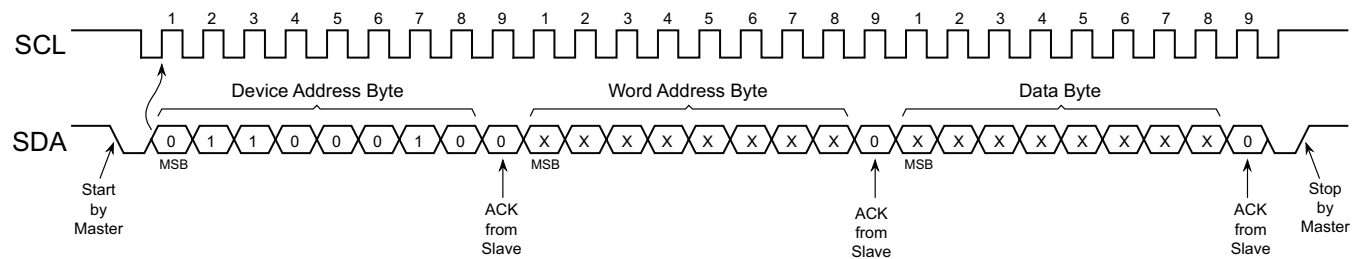 1 2 3 4 5 6 7 8 9 1 2 3 4 5 6 7 8 9 1 2 3 4 5 6 7 8 9
SCL
Device Address Byte Word Address Byte Data Byte
SDA 0 1 1 0 0 0 1 0 0 X X X X X X X X 0 X X X X X X X X 0
MSB MSB MSB
Start
by
Master
ACK
from
Slave
ACK
from
Slave
ACK
from
Slave
Stop
by
Master